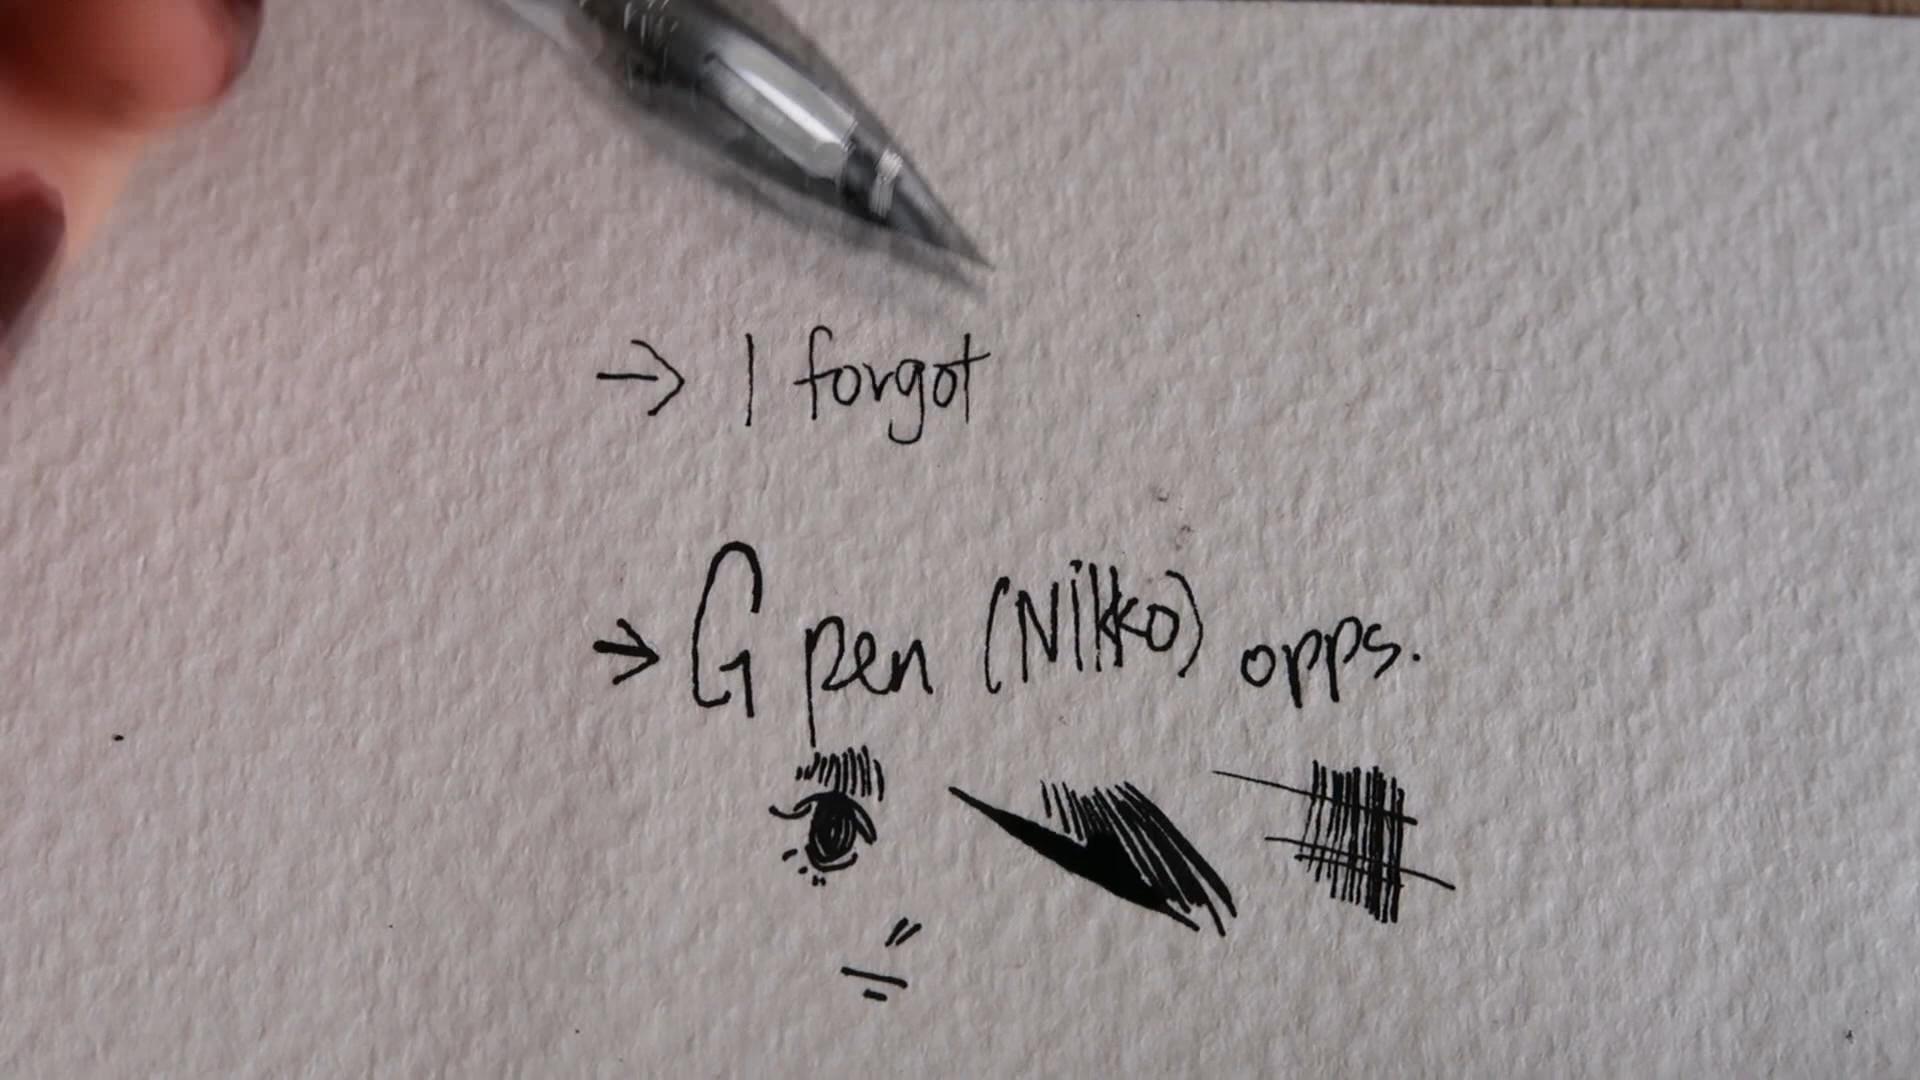 → I forgot
→ G pen (Nikko) opps.